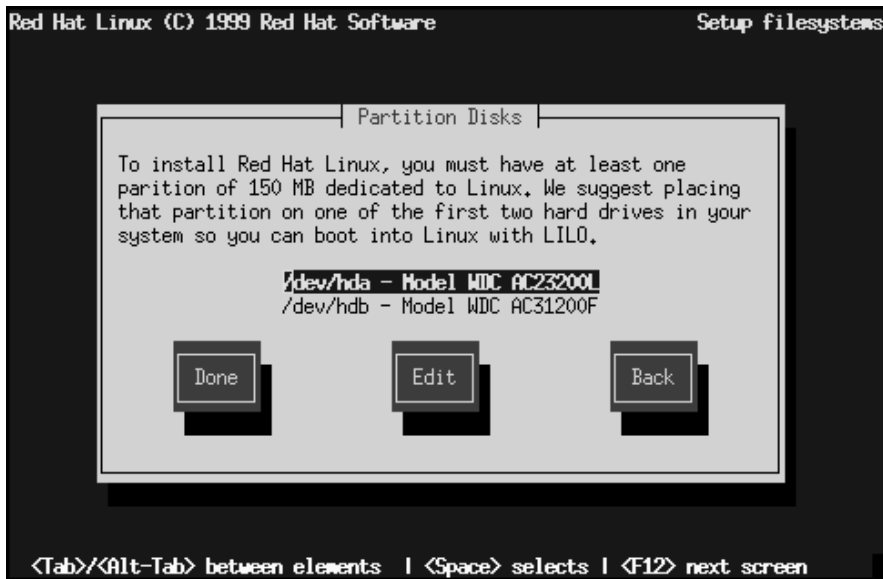 Red Hat Linux (C) 1999 Red Hat Software Setup filesystems
Partition Disks
To install Red Hat Linux, you must have at least one
parition of 150 MB dedicated to Linux. We suggest placing
that partition on one of the first two hard drives in your
system so you can boot into Linux with LILO.
/dev/hda - Model WDC AC23200L
/dev/hdb - Model WDC AC31200F
Done Edit Back
<Tab>/<Alt-Tab> between elements | <Space> selects | <F12> next screen